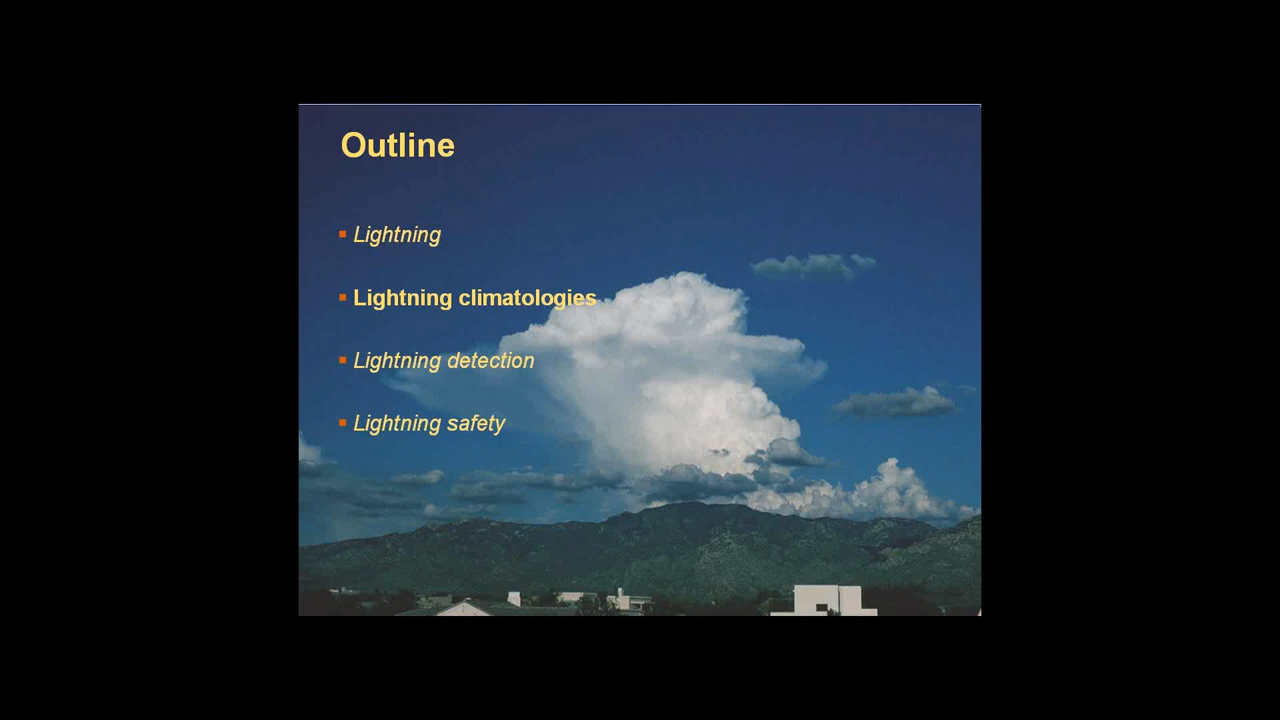 Outline
Lightning
Lightning climatologies
Lightning detection
Lightning safety